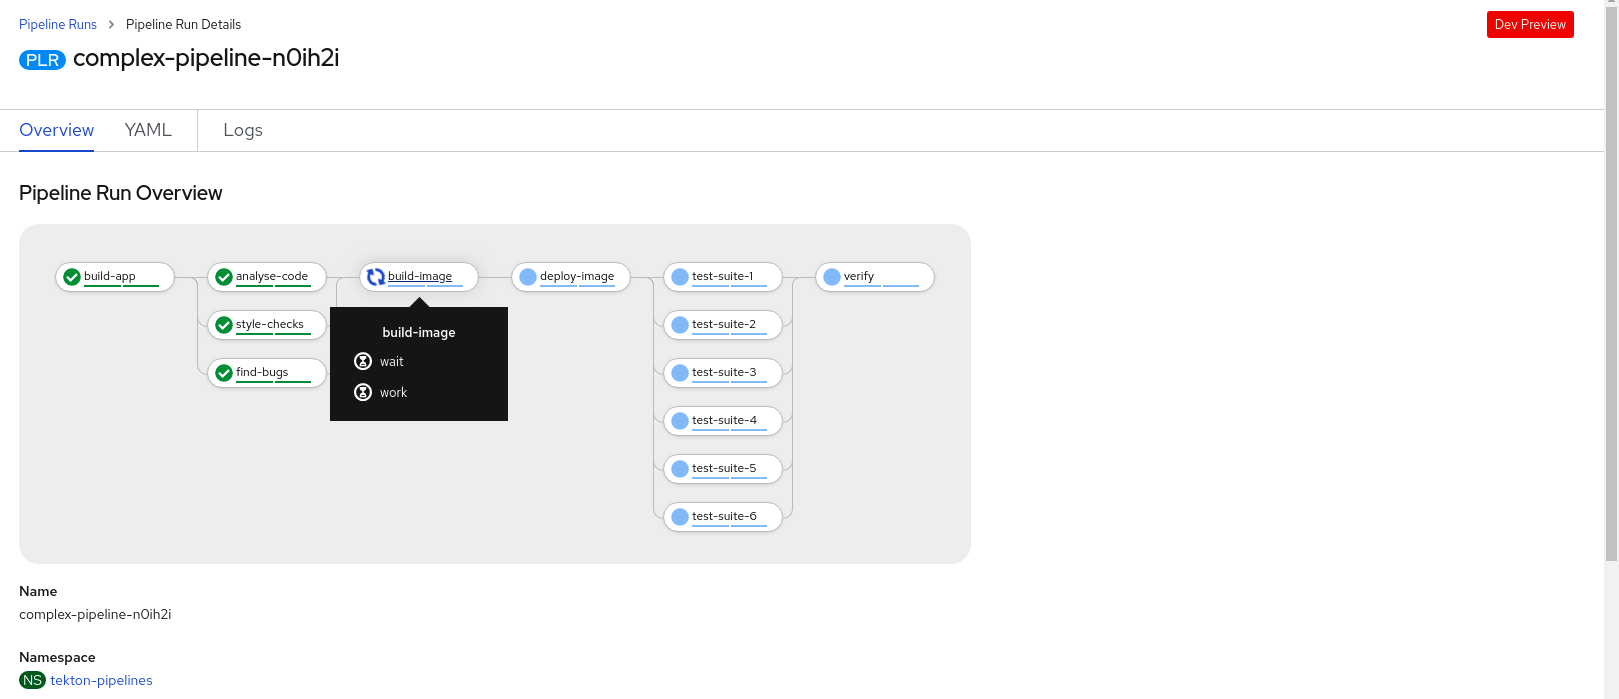 Pipeline Runs > Pipeline Run Details
Dev Preview
PLR complex-pipeline-n0ih2i
Overview YAML Logs
Pipeline Run Overview
build-app analyse-code build-image deploy-image test-suite-1 verify
style-checks test-suite-2
build-image
wait
find-bugs test-suite-3
work
test-suite-4
test-suite-5
test-suite-6
Name
complex-pipeline-n0ih2i
Namespace
NS tekton-pipelines